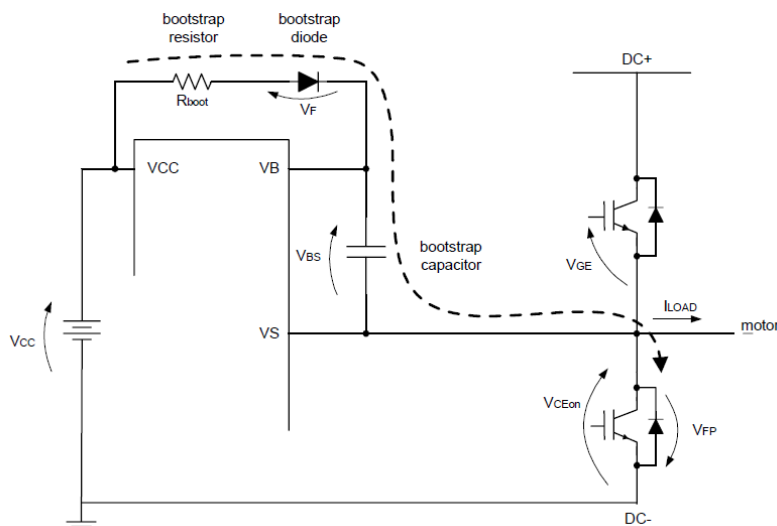 bootstrap
resistor
bootstrap
diode
DC+
Rboot
VF
VCC
VB
VBS
bootstrap
capacitor
VGE
ILOAD
motor
VS
VCC
VCEon
VFP
DC-